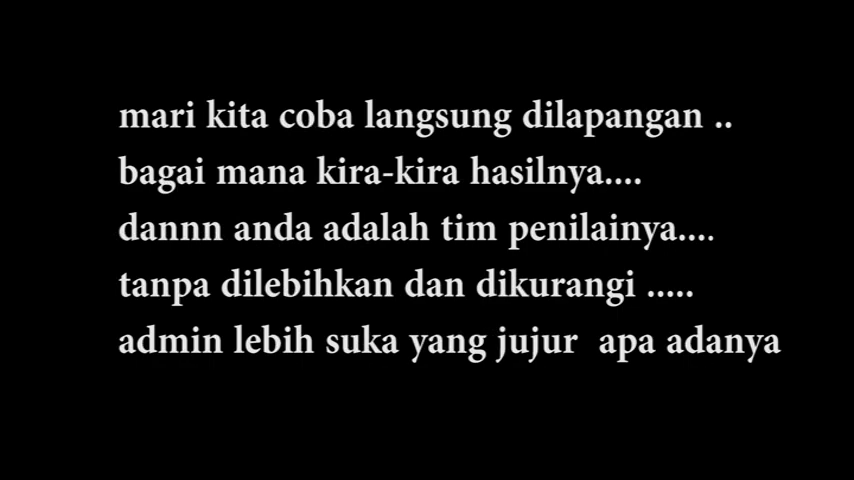 mari kita coba langsung dilapangan ..
bagai mana kira-kira hasilnya....
dannn anda adalah tim penilainya....
tanpa dilebihkan dan dikurangi .....
admin lebih suka yang jujur  apa adanya